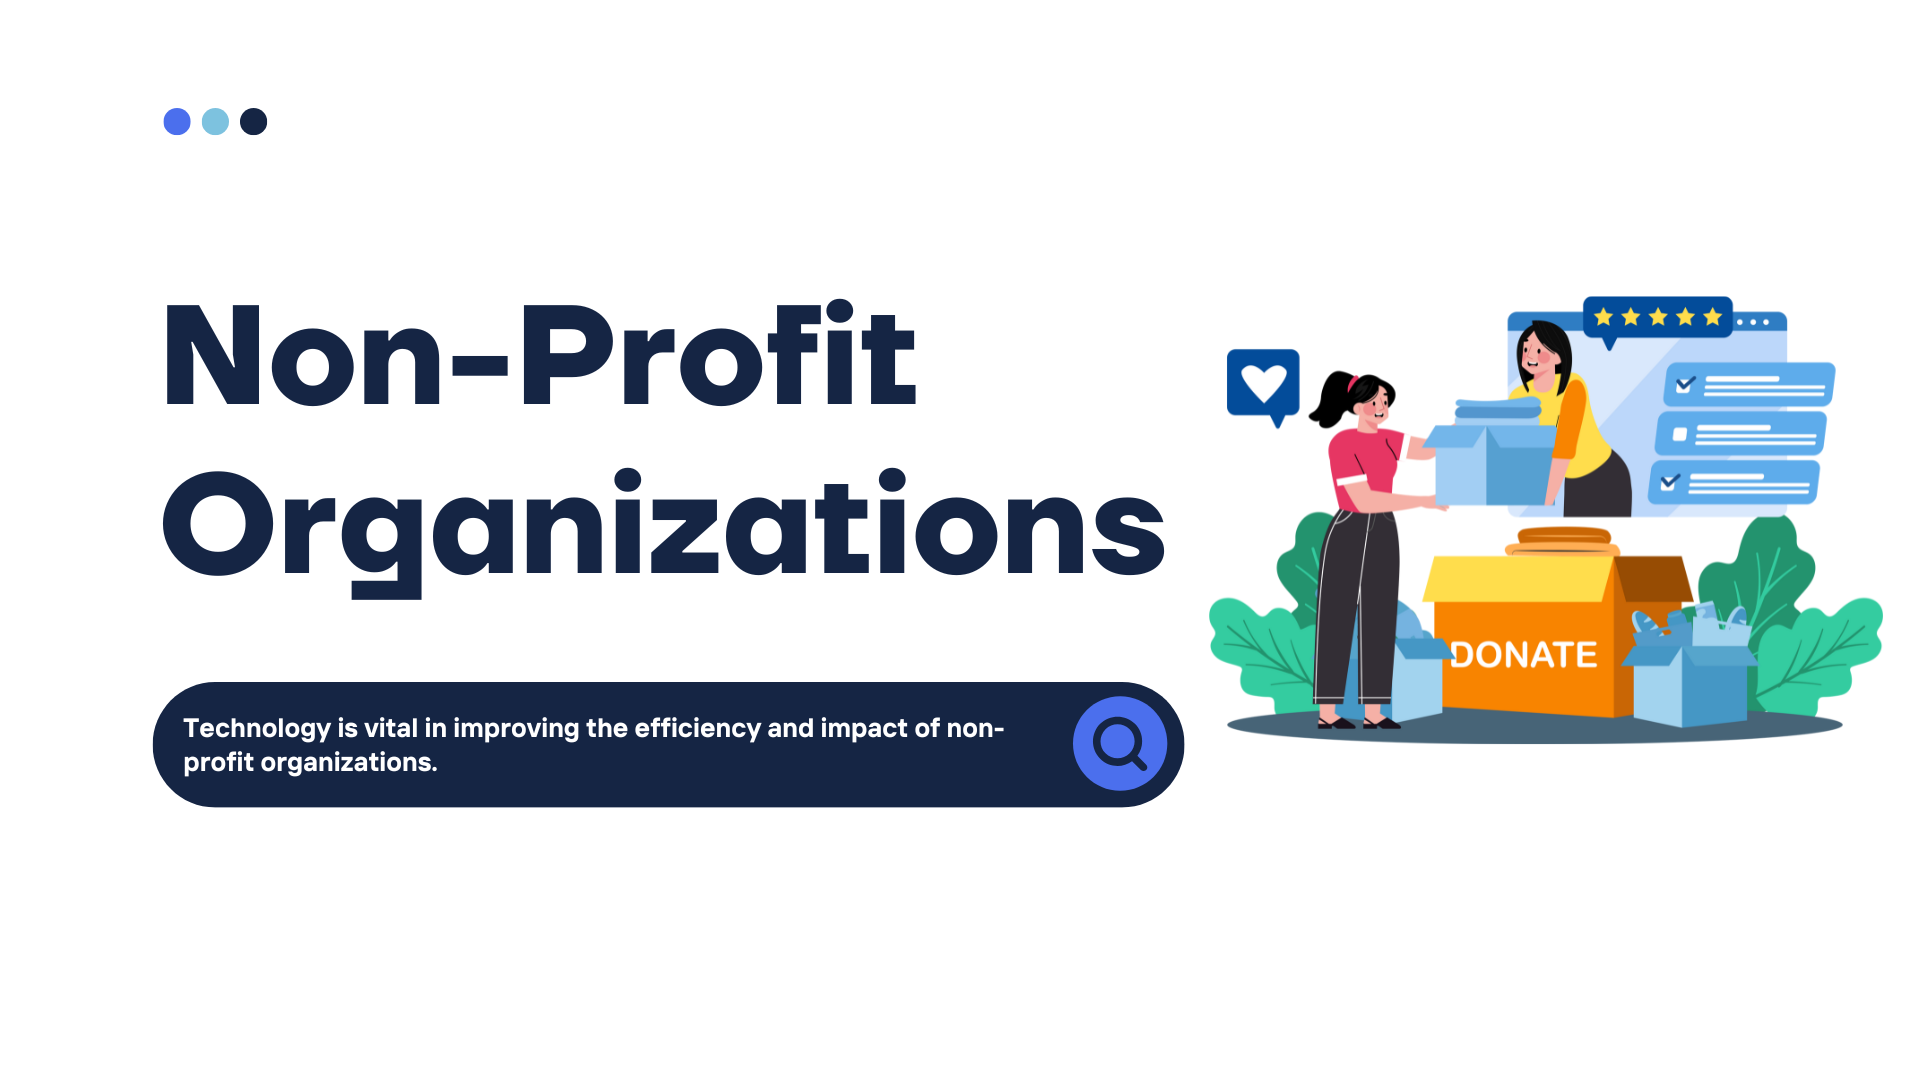 Non-Profit
Organizations
Technology is vital in improving the efficiency and impact of non-
profit organizations.
DONATE